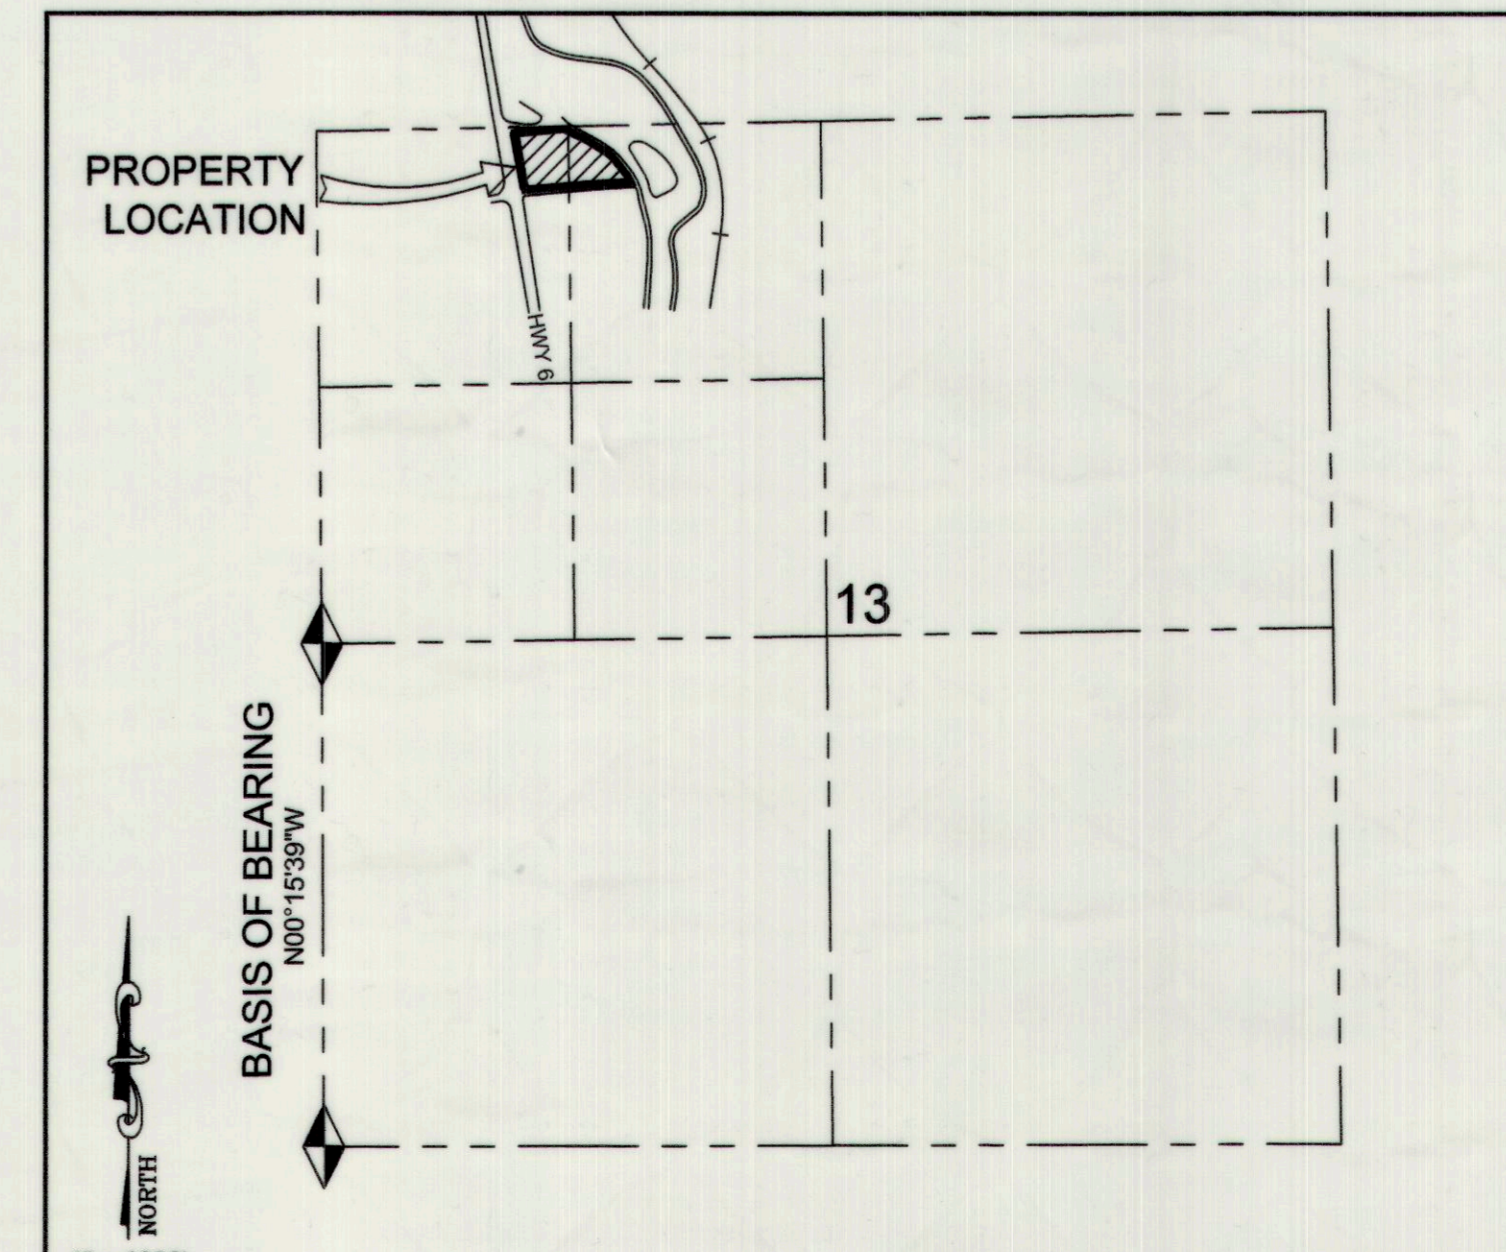 PROPERTY
LOCATION
HWY 6
13
BASIS OF BEARING
N00°15'39"W
NORTH